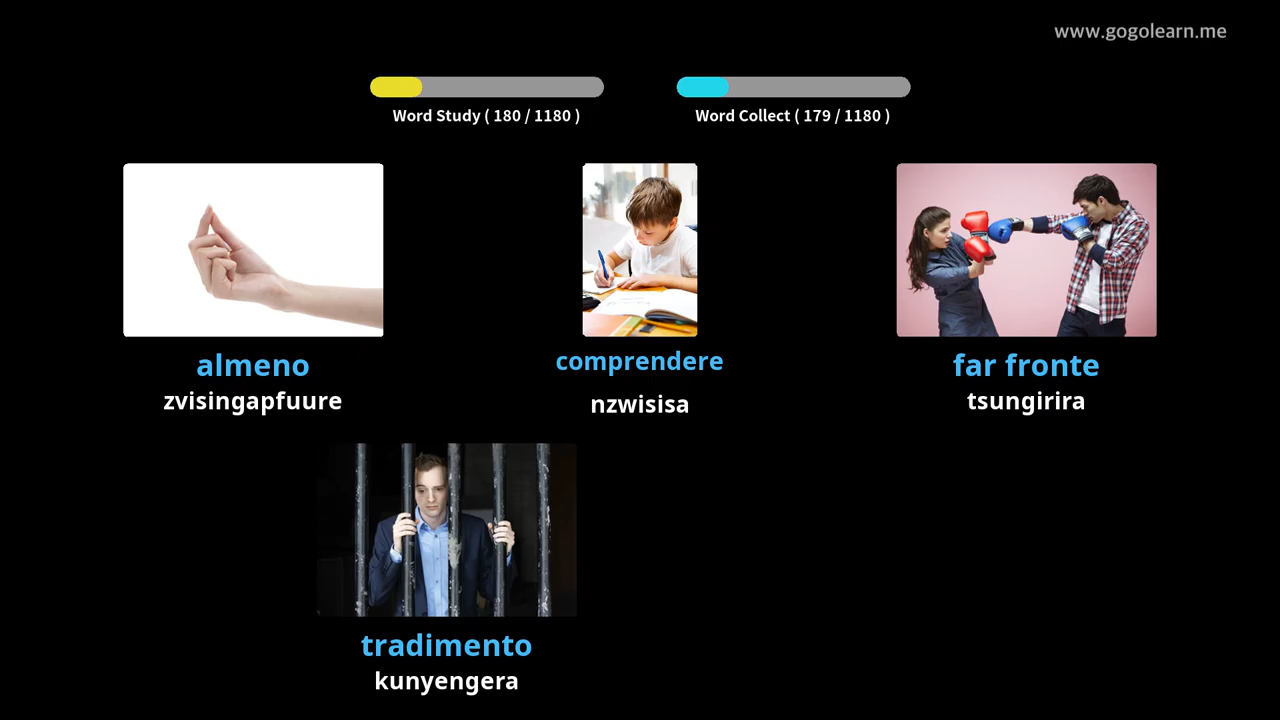 www.gogolearn.me
Word Study ( 180 / 1180 )
Word Collect ( 179 / 1180 )
almeno
zvisingapfuure
comprendere
nzwisisa
far fronte
tsungirira
tradimento
kunyengera